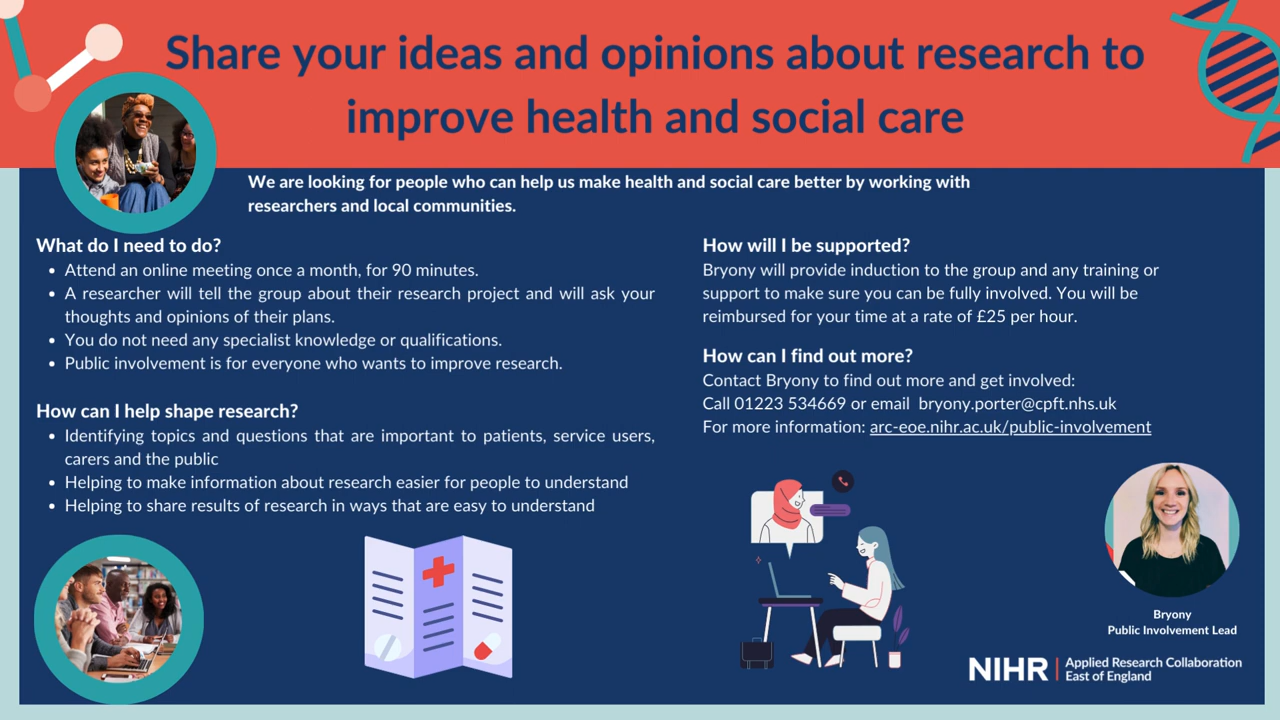 Share your ideas and opinions about research to
improve health and social care
We are looking for people who can help us make health and social care better by working with
researchers and local communities.
What do I need to do?
• Attend an online meeting once a month, for 90 minutes.
• A researcher will tell the group about their research project and will ask your
thoughts and opinions of their plans.
• You do not need any specialist knowledge or qualifications.
• Public involvement is for everyone who wants to improve research.
How can I help shape research?
• Identifying topics and questions that are important to patients, service users,
carers and the public
• Helping to make information about research easier for people to understand
• Helping to share results of research in ways that are easy to understand
How will I be supported?
Bryony will provide induction to the group and any training or
support to make sure you can be fully involved. You will be
reimbursed for your time at a rate of £25 per hour.
How can I find out more?
Contact Bryony to find out more and get involved:
Call 01223 534669 or email bryony.porter@cpft.nhs.uk
For more information: arc-eoe.nihr.ac.uk/public-involvement
Bryony
Public Involvement Lead
NIHR | Applied Research Collaboration
East of England